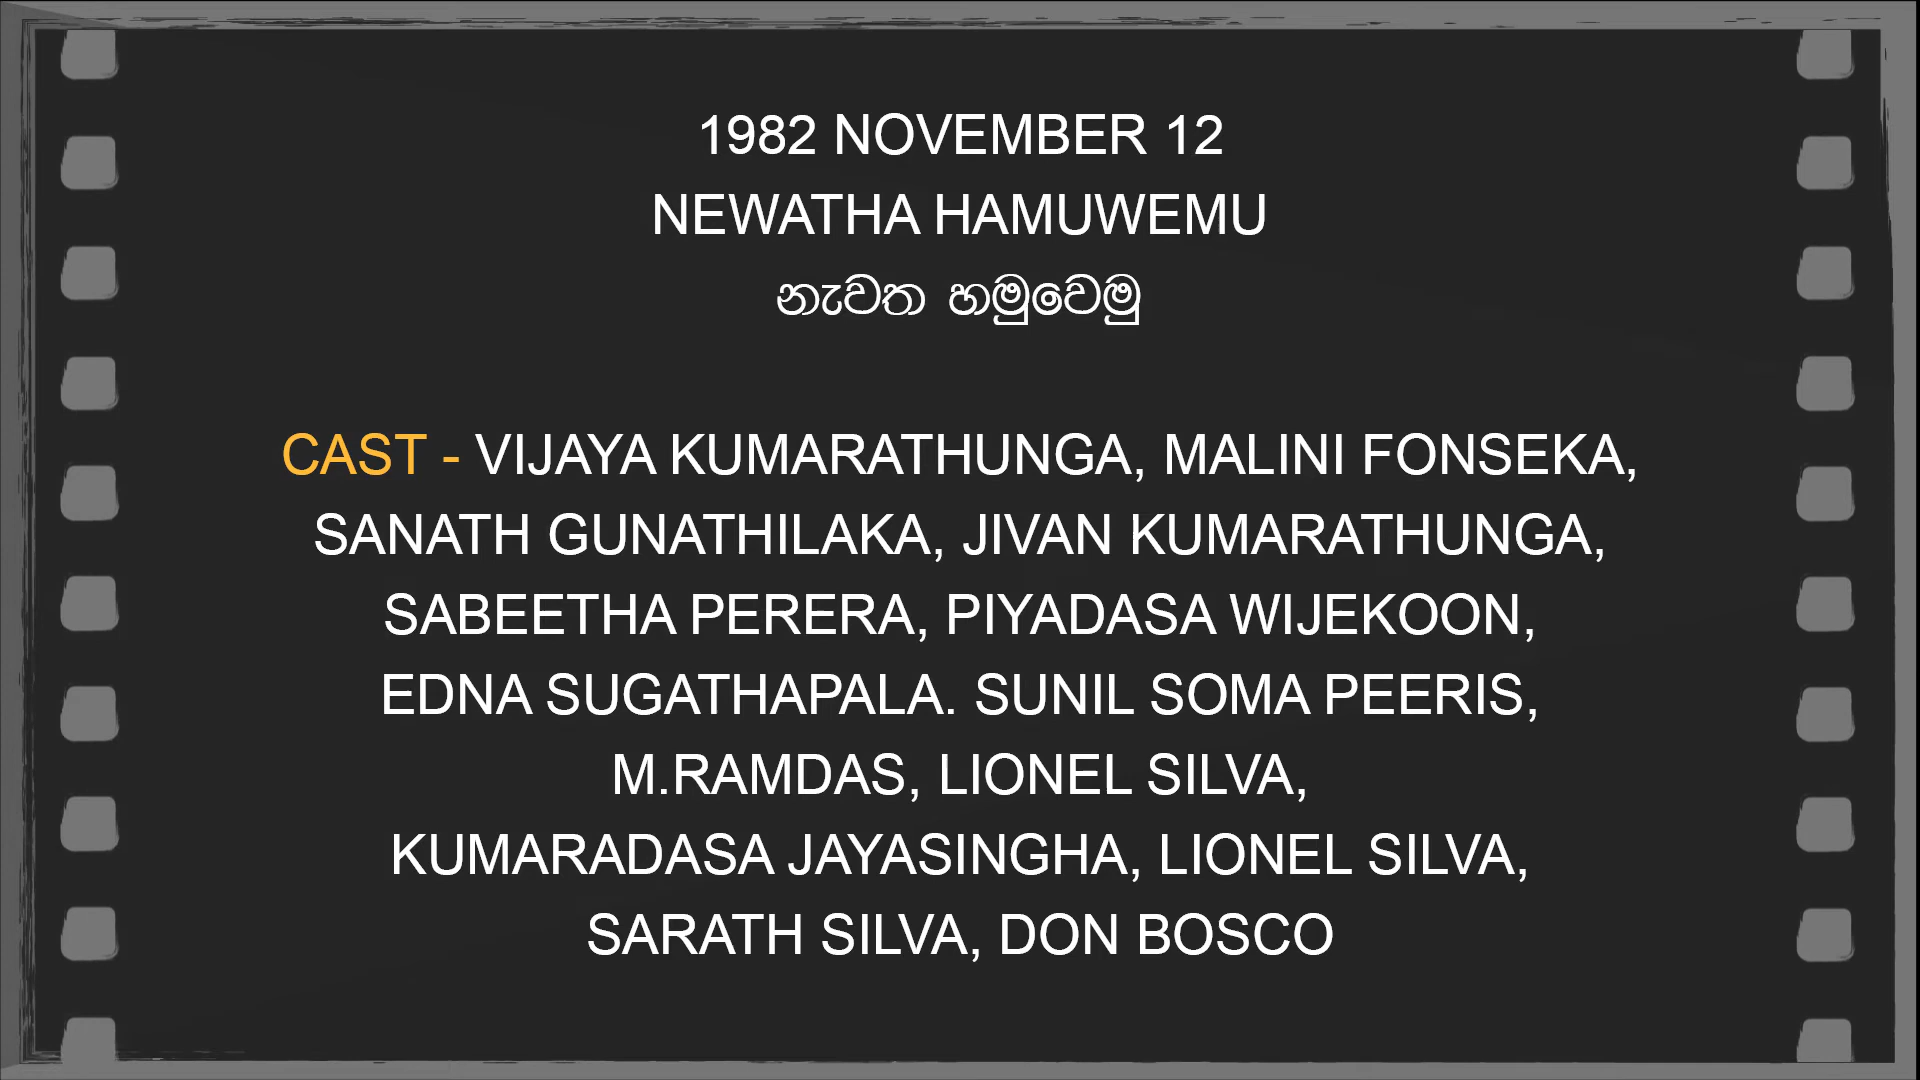 1982 NOVEMBER 12
NEWATHA HAMUWEMU
නැවත හමුවෙමු
CAST - VIJAYA KUMARATHUNGA, MALINI FONSEKA,
SANATH GUNATHILAKA, JIVAN KUMARATHUNGA,
SABEETHA PERERA, PIYADASA WIJEKOON,
EDNA SUGATHAPALA. SUNIL SOMA PEERIS,
M.RAMDAS, LIONEL SILVA,
KUMARADASA JAYASINGHA, LIONEL SILVA,
SARATH SILVA, DON BOSCO